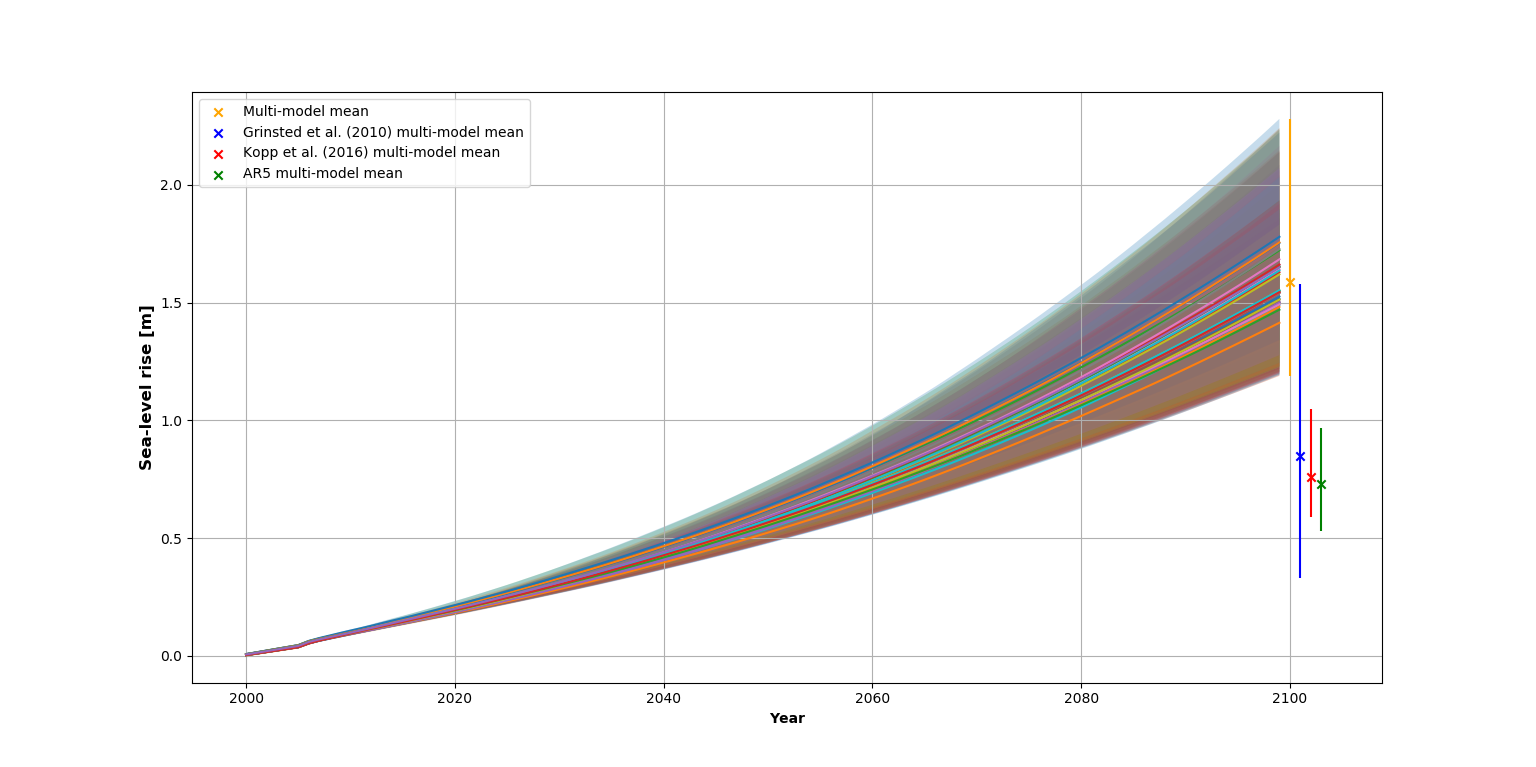 Multi-model mean
Grinsted et al. (2010) multi-model mean
Kopp et al. (2016) multi-model mean
AR5 multi-model mean
Sea-level rise [m]
2.0
1.5
1.0
0.5
0.0
2000 2020 2040 2060 2080 2100
Year